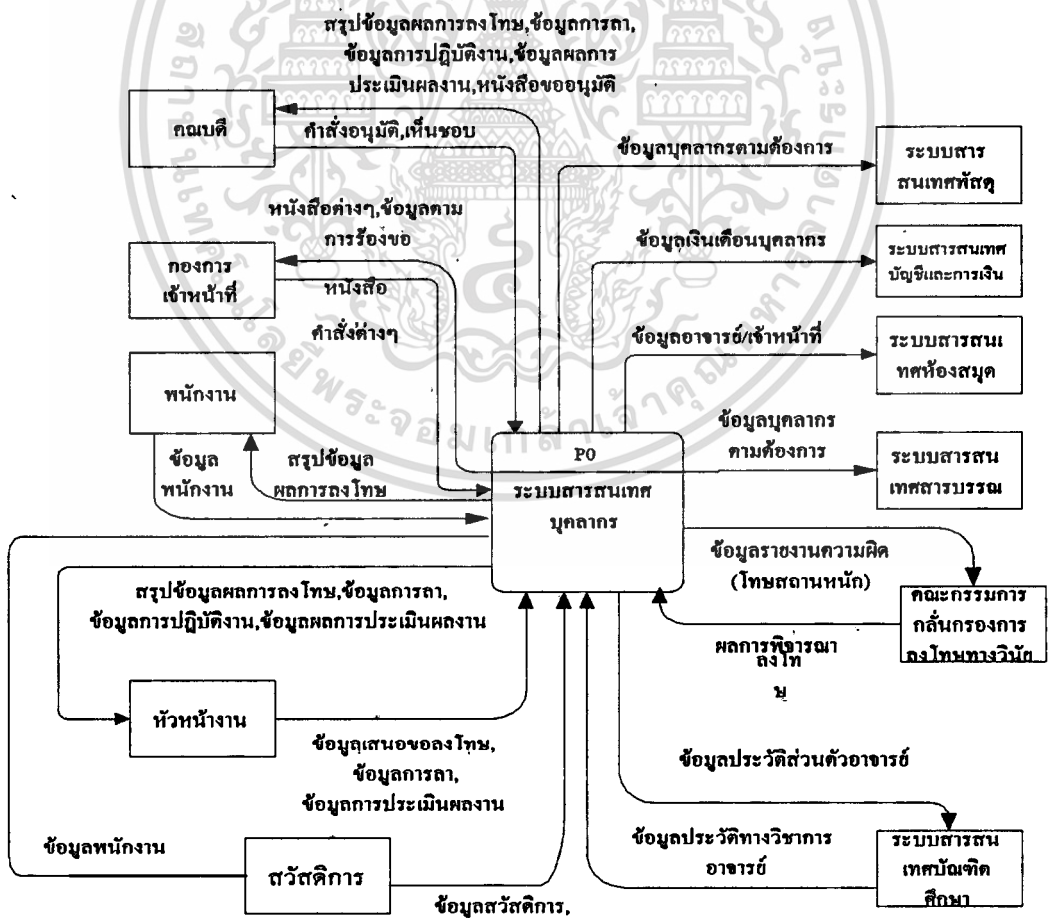 สรุปข้อมูลผลการลงโทษ,ข้อมูลการลา,
ข้อมูลการปฏิบัติงาน,ข้อมูลผลการ
ประเมินผลงาน,หนังสือขออนุมัติ
คณบดี
คำสั่งอนุมัติ,เห็นชอบ
ข้อมูลบุคลากรตามต้องการ
ระบบสาร
สนเทศพัสดุ
หนังสือต่างๆ,ข้อมูลตาม
การร้องขอ
ข้อมูลเงินเดือนบุคลากร
ระบบสารสนเทศ
บัญชีและการเงิน
กองการ
เจ้าหน้าที่
หนังสือ
คำสั่งต่างๆ
ข้อมูลอาจารย์/เจ้าหน้าที่
ระบบสารสนเ
ทศห้องสมุด
พนักงาน
ข้อมูล
พนักงาน
สรุปข้อมูล
ผลการลงโทษ
P0
ระบบสารสนเทศ
บุคลากร
ข้อมูลบุคลากร
ตามต้องการ
ระบบสารสน
เทศสารบรรณ
ข้อมูลรายงานความผิด
(โทษสถานหนัก)
คณะกรรมการ
กลั่นกรองการ
ลงโทษทางวินัย
ผลการพิจารณา
ลงโท
ษ
สรุปข้อมูลผลการลงโทษ,ข้อมูลการลา,
ข้อมูลการปฏิบัติงาน,ข้อมูลผลการประเมินผลงาน
หัวหน้างาน
ข้อมูลเสนอขอลงโทษ,
ข้อมูลการลา,
ข้อมูลการประเมินผลงาน
ข้อมูลประวัติส่วนตัวอาจารย์
ข้อมูลประวัติทางวิชาการ
อาจารย์
ระบบสารสน
เทศบัณฑิต
ศึกษา
ข้อมูลพนักงาน
สวัสดิการ
ข้อมูลสวัสดิการ,